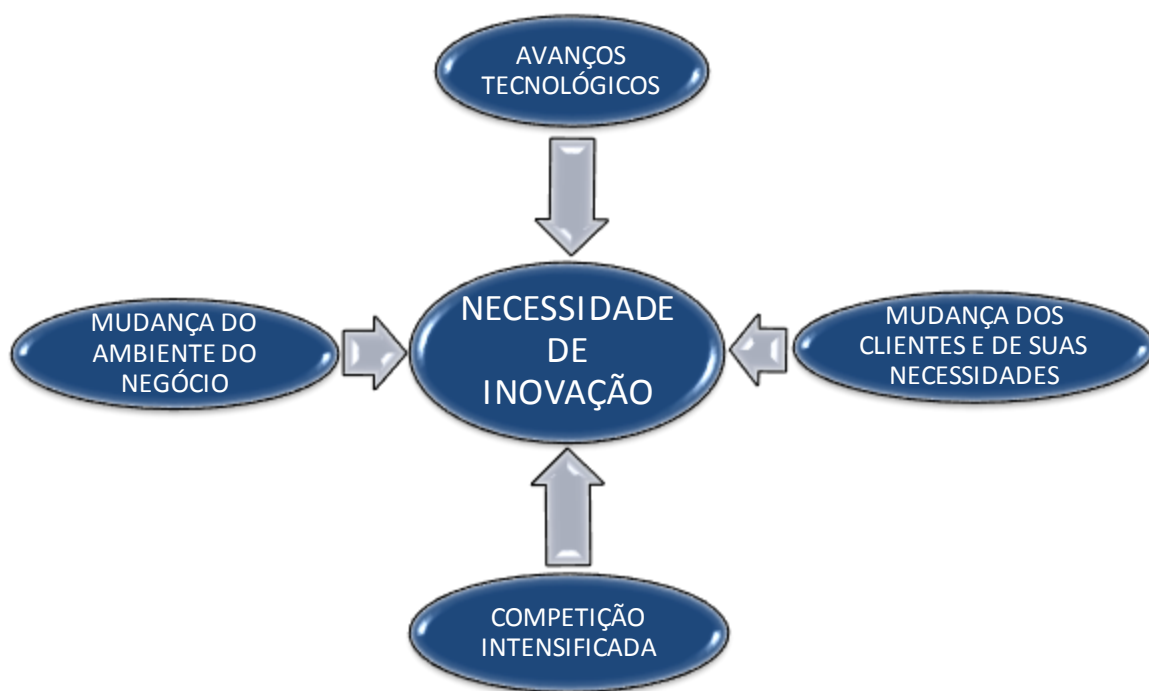 AVANÇOS
TECNOLÓGICOS
MUDANÇA DO
AMBIENTE DO
NEGÓCIO
NECESSIDADE
DE
INOVAÇÃO
MUDANÇA DOS
CLIENTES E DE SUAS
NECESSIDADES
COMPETIÇÃO
INTENSIFICADA